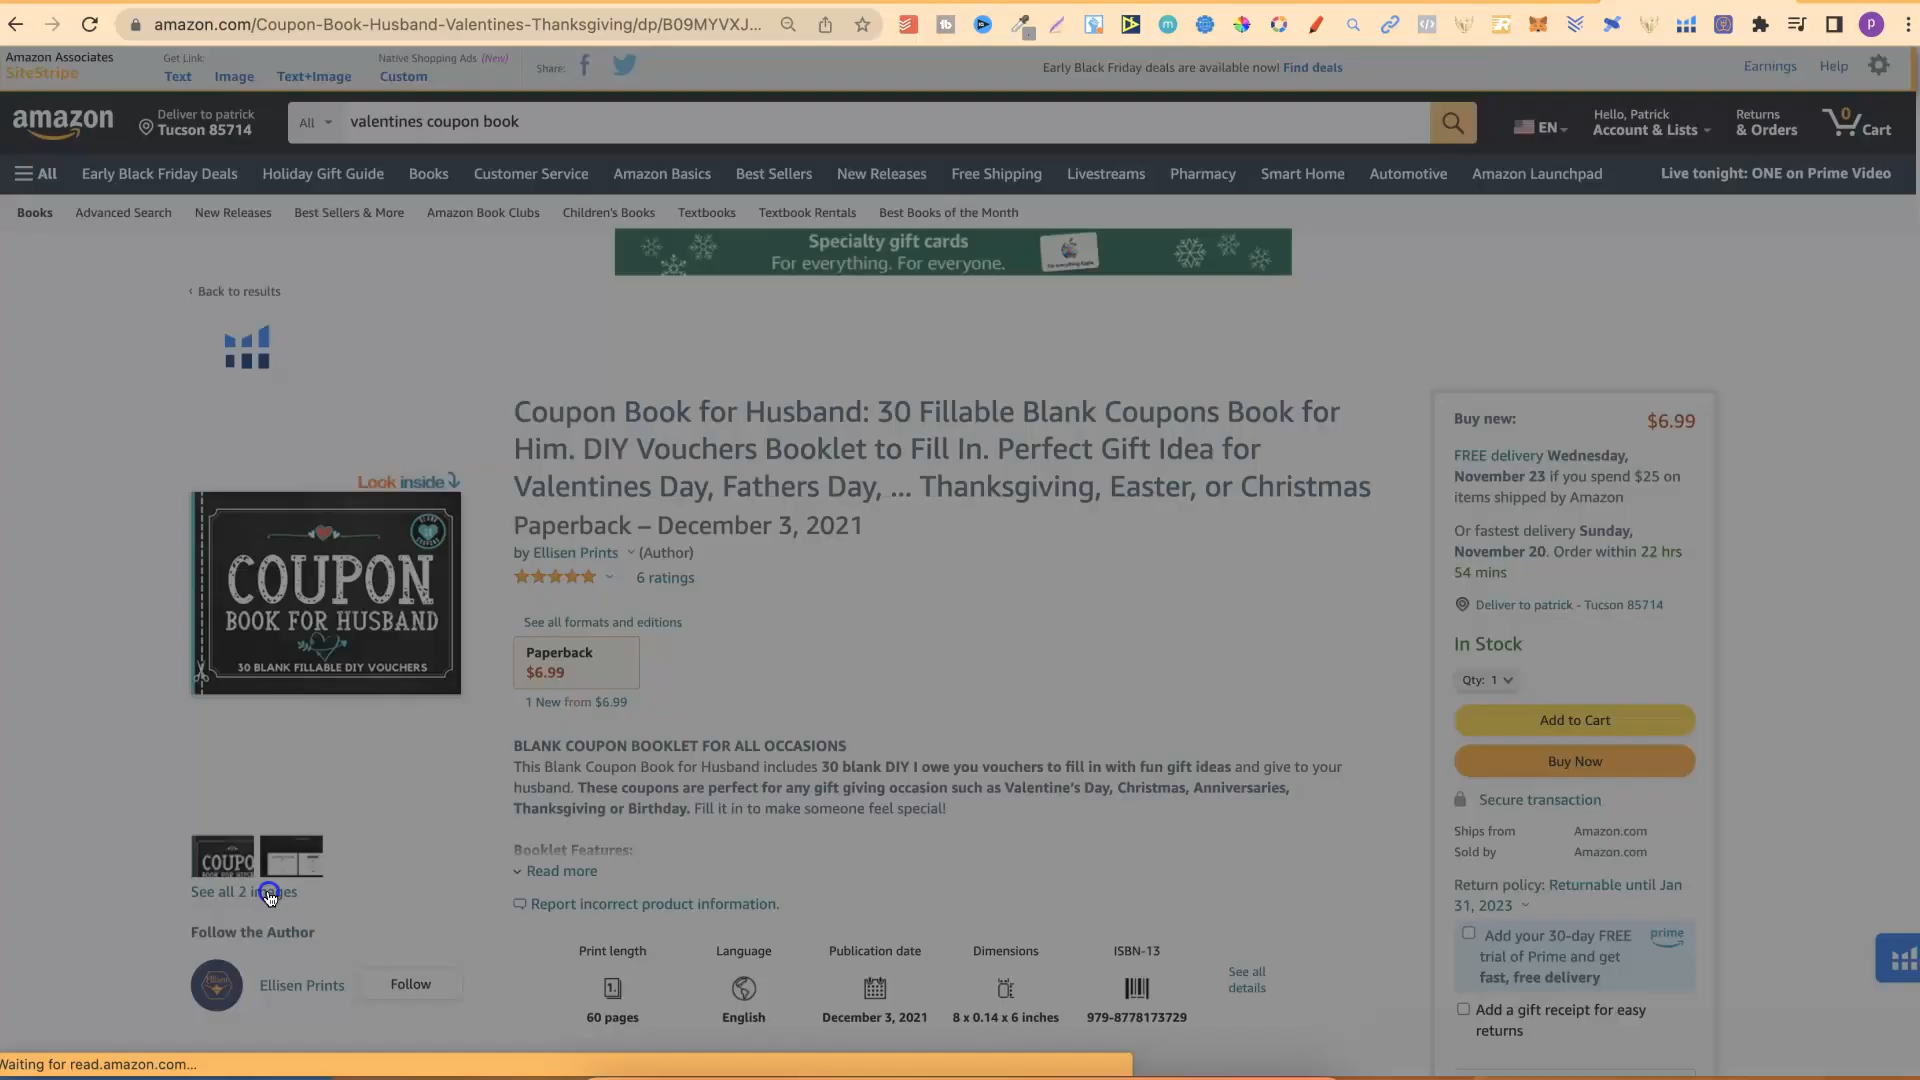 amazon.com/Coupon-Book-Husband-Valentines-Thanksgiving/dp/B09MYVXJ...
Amazon Associates
SiteStripe
Get Link:
Text
Image
Text+Image
Native Shopping Ads (New)
Custom
Share:
Early Black Friday deals are available now! Find deals
Earnings
Help
amazon
Deliver to patrick
Tucson 85714
All
valentines coupon book
EN
Hello, Patrick
Account & Lists
Returns
& Orders
0
Cart
All
Early Black Friday Deals
Holiday Gift Guide
Books
Customer Service
Amazon Basics
Best Sellers
New Releases
Free Shipping
Livestreams
Pharmacy
Smart Home
Automotive
Amazon Launchpad
Live tonight: ONE on Prime Video
Books
Advanced Search
New Releases
Best Sellers & More
Amazon Book Clubs
Children's Books
Textbooks
Textbook Rentals
Best Books of the Month
Specialty gift cards
For everything. For everyone.
‹ Back to results
Look inside
COUPON
BOOK FOR HUSBAND
30 BLANK FILLABLE DIY VOUCHERS
See all 2 images
Follow the Author
Ellisen Prints
Follow
Coupon Book for Husband: 30 Fillable Blank Coupons Book for
Him. DIY Vouchers Booklet to Fill In. Perfect Gift Idea for
Valentines Day, Fathers Day, ... Thanksgiving, Easter, or Christmas
Paperback – December 3, 2021
by Ellisen Prints (Author)
6 ratings
See all formats and editions
Paperback
$6.99
1 New from $6.99
BLANK COUPON BOOKLET FOR ALL OCCASIONS
This Blank Coupon Book for Husband includes 30 blank DIY I owe you vouchers to fill in with fun gift ideas and give to your
husband. These coupons are perfect for any gift giving occasion such as Valentine's Day, Christmas, Anniversaries,
Thanksgiving or Birthday. Fill it in to make someone feel special!
Booklet Features:
Read more
Report incorrect product information.
Print length
60 pages
Language
English
Publication date
December 3, 2021
Dimensions
8 x 0.14 x 6 inches
ISBN-13
979-8778173729
See all
details
Buy new:
$6.99
FREE delivery Wednesday,
November 23 if you spend $25 on
items shipped by Amazon
Or fastest delivery Sunday,
November 20. Order within 22 hrs
54 mins
Deliver to patrick - Tucson 85714
In Stock
Qty: 1
Add to Cart
Buy Now
Secure transaction
Ships from Amazon.com
Sold by Amazon.com
Return policy: Returnable until Jan
31, 2023
Add your 30-day FREE
trial of Prime and get
fast, free delivery
prime
Add a gift receipt for easy
returns
Waiting for read.amazon.com...